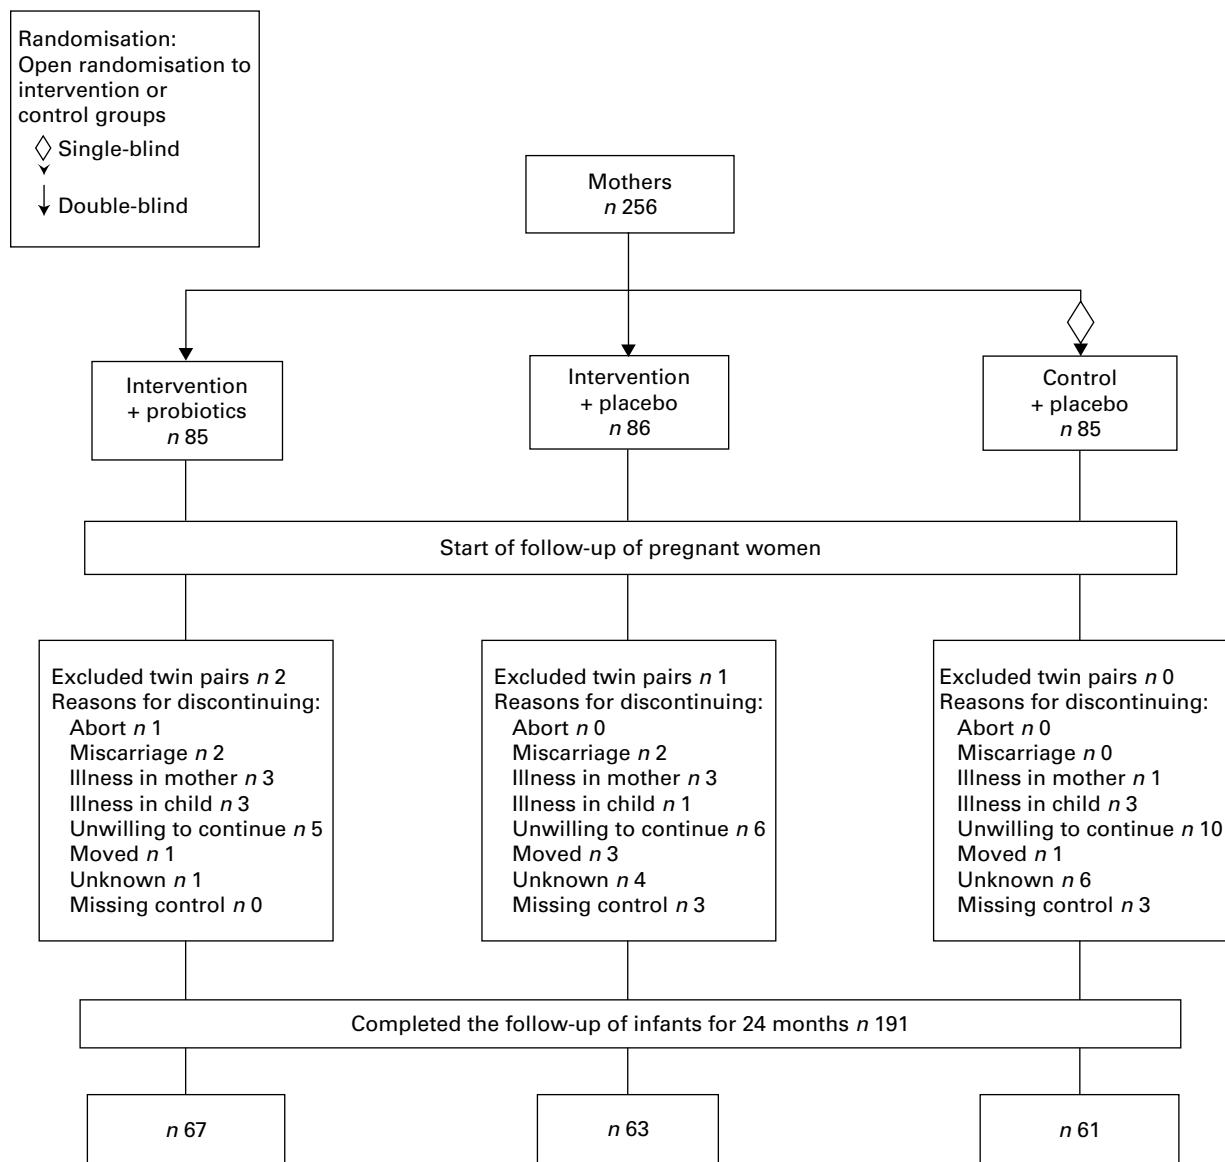 Randomisation:
Open randomisation to
intervention or
control groups
Single-blind
Double-blind
Mothers
n 256
Intervention
+ probiotics
n 85
Intervention
+ placebo
n 86
Control
+ placebo
n 85
Start of follow-up of pregnant women
Excluded twin pairs n 2
Reasons for discontinuing:
Abort n 1
Miscarriage n 2
Illness in mother n 3
Illness in child n 3
Unwilling to continue n 5
Moved n 1
Unknown n 1
Missing control n 0
Excluded twin pairs n 1
Reasons for discontinuing:
Abort n 0
Miscarriage n 2
Illness in mother n 3
Illness in child n 1
Unwilling to continue n 6
Moved n 3
Unknown n 4
Missing control n 3
Excluded twin pairs n 0
Reasons for discontinuing:
Abort n 0
Miscarriage n 0
Illness in mother n 1
Illness in child n 3
Unwilling to continue n 10
Moved n 1
Unknown n 6
Missing control n 3
Completed the follow-up of infants for 24 months n 191
n 67
n 63
n 61